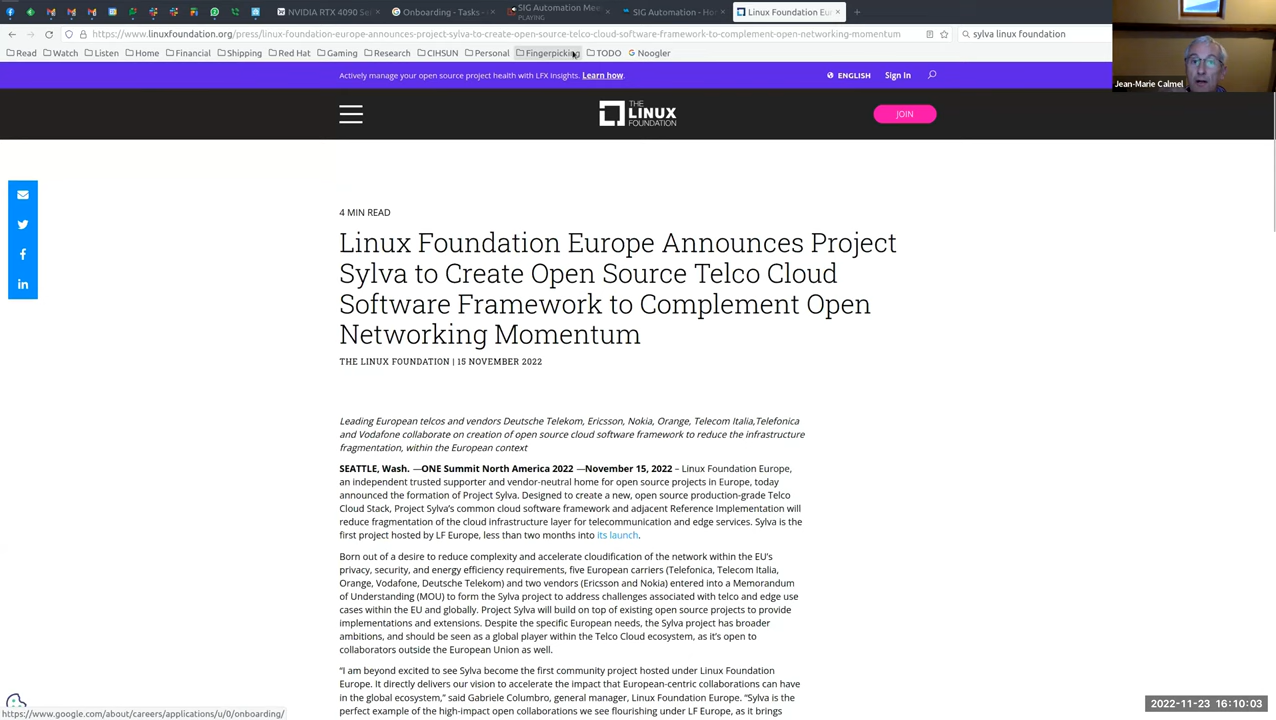 NVIDIA RTX 4090 Se
Onboarding - Tasks -
SIG Automation Mee
PLAYING
SIG Automation - Ho
Linux Foundation Eu
https://www.linuxfoundation.org/press/linux-foundation-europe-announces-project-sylva-to-create-open-source-telco-cloud-software-framework-to-complement-open-networking-momentum
sylva linux foundation
Read Watch Listen Home Financial Shipping Red Hat Gaming Research CIHSUN Personal Fingerpicking TODO Noogler
Jean-Marie Calmel
Actively manage your open source project health with LFX Insights. Learn how.
ENGLISH
Sign In
THE
LINUX
FOUNDATION
JOIN
4 MIN READ
Linux Foundation Europe Announces Project
Sylva to Create Open Source Telco Cloud
Software Framework to Complement Open
Networking Momentum
THE LINUX FOUNDATION | 15 NOVEMBER 2022
Leading European telcos and vendors Deutsche Telekom, Ericsson, Nokia, Orange, Telecom Italia,Telefonica
and Vodafone collaborate on creation of open source cloud software framework to reduce the infrastructure
fragmentation, within the European context
SEATTLE, Wash. —ONE Summit North America 2022 —November 15, 2022 – Linux Foundation Europe,
an independent trusted supporter and vendor-neutral home for open source projects in Europe, today
announced the formation of Project Sylva. Designed to create a new, open source production-grade Telco
Cloud Stack, Project Sylva's common cloud software framework and adjacent Reference Implementation will
reduce fragmentation of the cloud infrastructure layer for telecommunication and edge services. Sylva is the
first project hosted by LF Europe, less than two months into its launch.
Born out of a desire to reduce complexity and accelerate cloudification of the network within the EU's
privacy, security, and energy efficiency requirements, five European carriers (Telefonica, Telecom Italia,
Orange, Vodafone, Deutsche Telekom) and two vendors (Ericsson and Nokia) entered into a Memorandum
of Understanding (MOU) to form the Sylva project to address challenges associated with telco and edge use
cases within the EU and globally. Project Sylva will build on top of existing open source projects to provide
implementations and extensions. Despite the specific European needs, the Sylva project has broader
ambitions, and should be seen as a global player within the Telco Cloud ecosystem, as it's open to
collaborators outside the European Union as well.
“I am beyond excited to see Sylva become the first community project hosted under Linux Foundation
Europe. It directly delivers our vision to accelerate the impact that European-centric collaborations can have
in the global ecosystem,” said Gabriele Columbro, general manager, Linux Foundation Europe. “Sylva is the
perfect example of the high-impact open collaborations we see flourishing under LF Europe, as it brings
https://www.google.com/about/careers/applications/u/0/onboarding/
2022-11-23 16:10:03